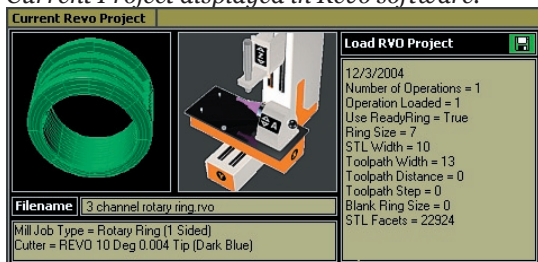 Current Project displayed in Revo software.
Current Revo Project
Load RVO Project
12/3/2004
Number of Operations = 1
Operation Loaded = 1
Use ReadyRing = True
Ring Size = 7
STL Width = 10
Toolpath Width = 13
Toolpath Distance = 0
Toolpath Step = 0
Blank Ring Size = 0
STL Facets = 22924
A
Filename
3 channel rotary ring.rvo
Mill Job Type = Rotary Ring (1 Sided)
Cutter = REVO 10 Deg 0.004 Tip (Dark Blue)